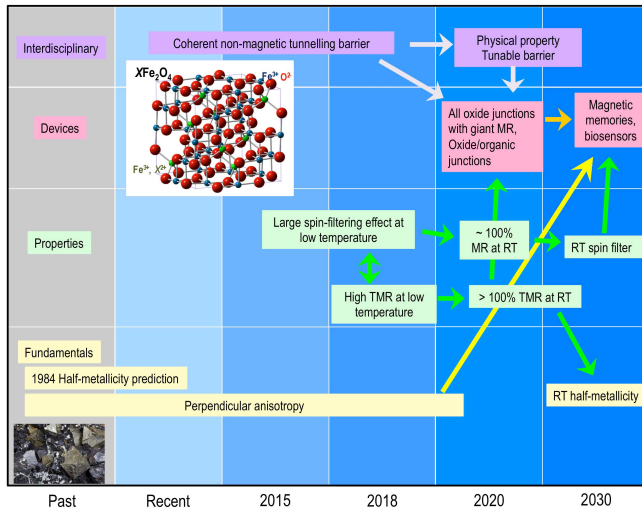 Interdisciplinary
Coherent non-magnetic tunnelling barrier
Physical property
Tunable barrier
XFe₂O₄
Fe³⁺ O²⁻
Fe³⁺, X²⁺
Devices
All oxide junctions
with giant MR,
Oxide/organic
junctions
Magnetic
memories,
biosensors
Properties
Large spin-filtering effect at
low temperature
~ 100%
MR at RT
RT spin filter
High TMR at low
temperature
> 100% TMR at RT
Fundamentals
1984 Half-metallicity prediction
Perpendicular anisotropy
RT half-metallicity
Past
Recent
2015
2018
2020
2030